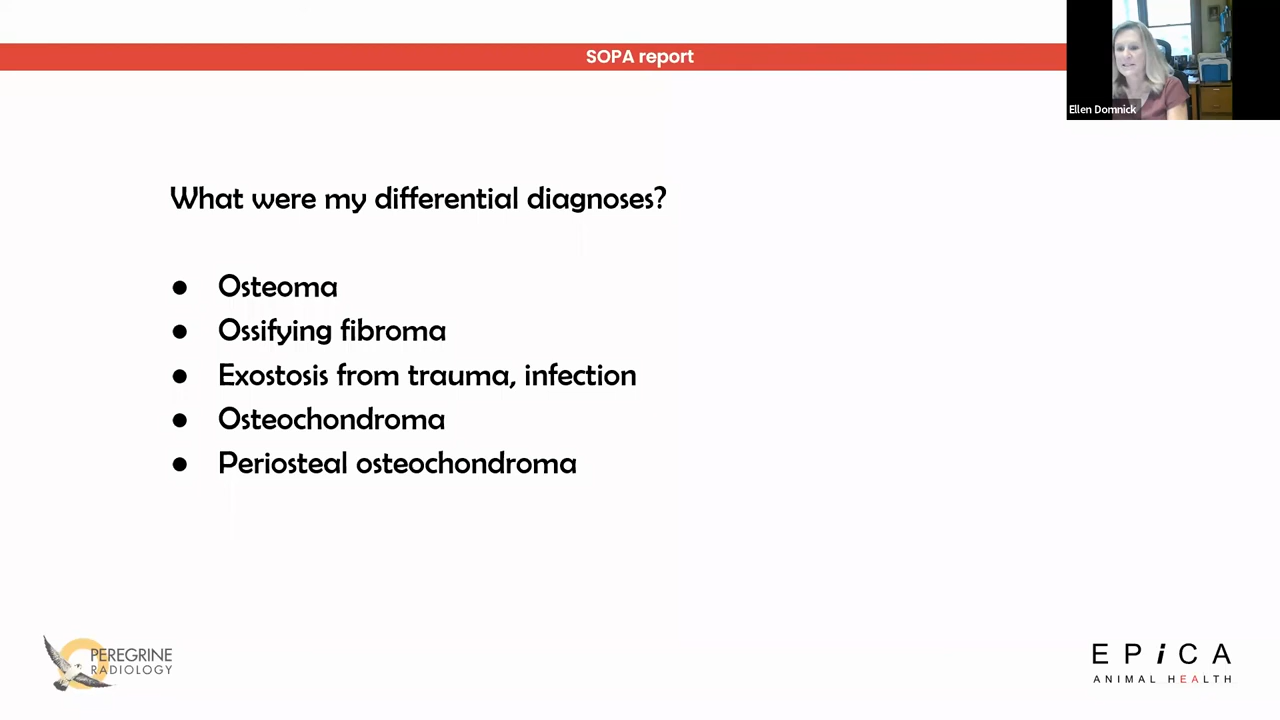 SOPA report
Ellen Domnick
What were my differential diagnoses?
● Osteoma
● Ossifying fibroma
● Exostosis from trauma, infection
● Osteochondroma
● Periosteal osteochondroma
PEREGRINE
RADIOLOGY
EPiCA
ANIMAL HEALTH